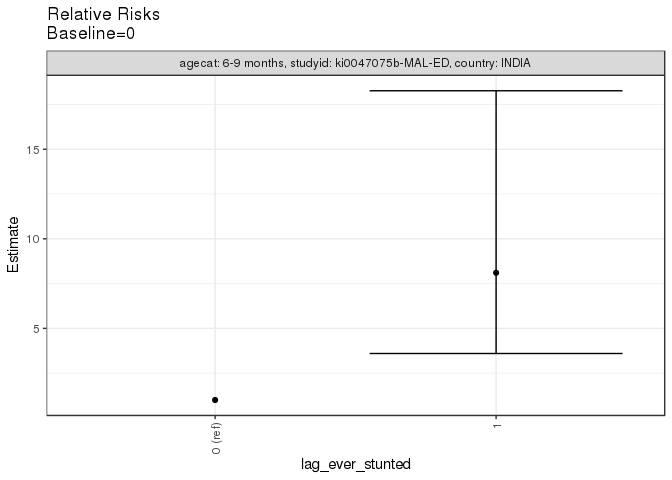 Relative Risks
Baseline=0
agecat: 6-9 months, studyid: ki0047075b-MAL-ED, country: INDIA
15
10
5
Estimate
0 (ref)
1
lag_ever_stunted